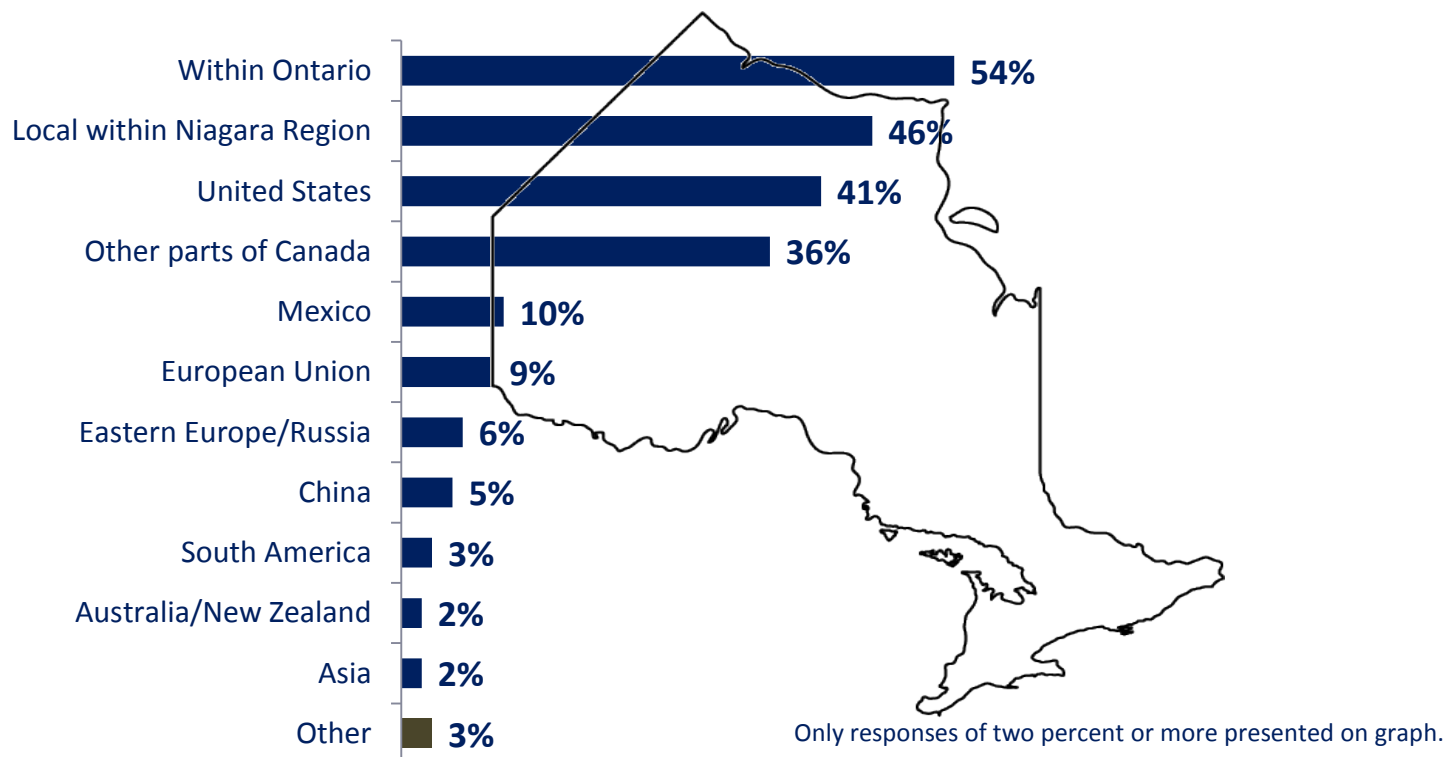 Within Ontario 54%
Local within Niagara Region 46%
United States 41%
Other parts of Canada 36%
Mexico 10%
European Union 9%
Eastern Europe/Russia 6%
China 5%
South America 3%
Australia/New Zealand 2%
Asia 2%
Other 3%
Only responses of two percent or more presented on graph.